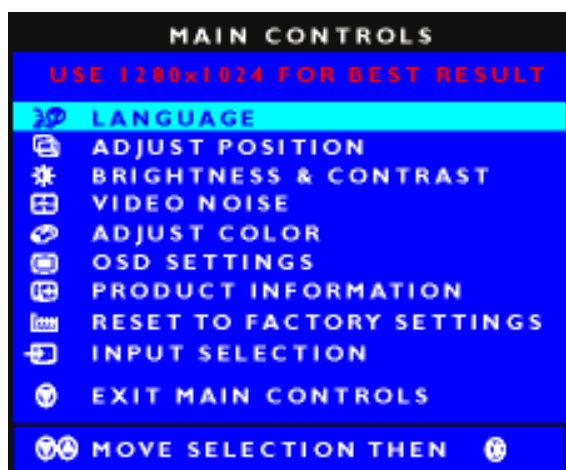 MAIN CONTROLS
USE 1280x1024 FOR BEST RESULT
LANGUAGE
ADJUST POSITION
BRIGHTNESS & CONTRAST
VIDEO NOISE
ADJUST COLOR
OSD SETTINGS
PRODUCT INFORMATION
RESET TO FACTORY SETTINGS
INPUT SELECTION
EXIT MAIN CONTROLS
MOVE SELECTION THEN